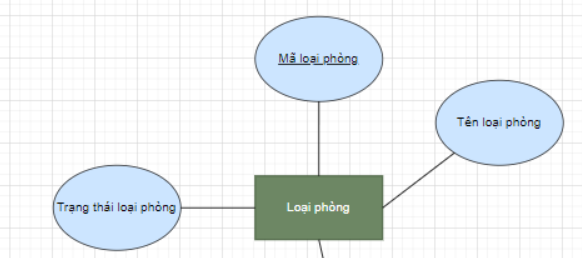 Mã loại phòng
Tên loại phòng
Trạng thái loại phòng
Loại phòng